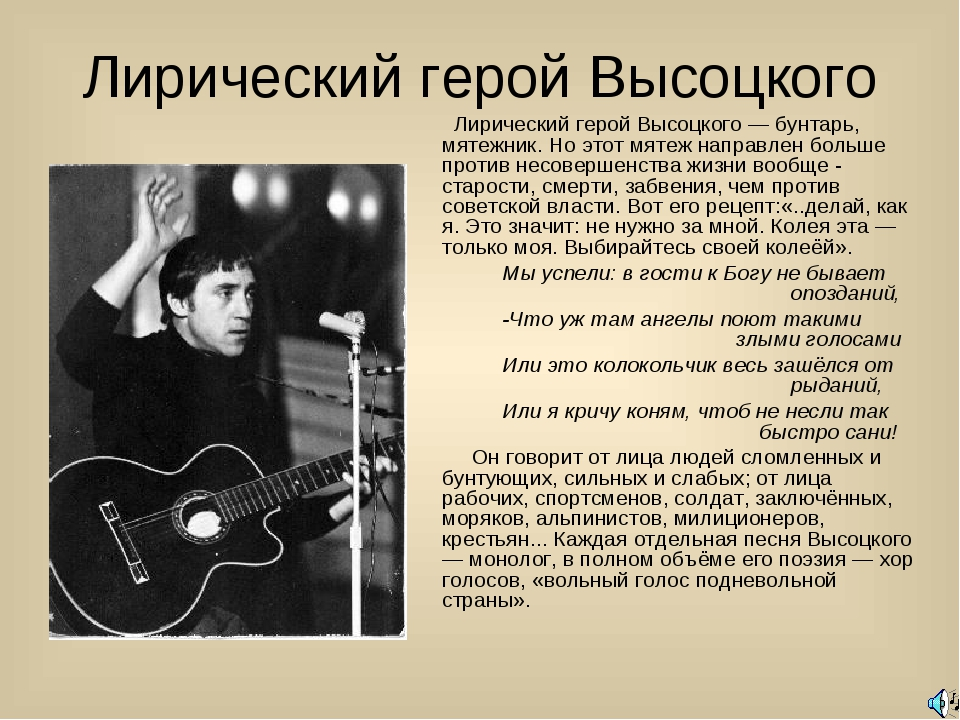 Лирический герой Высоцкого
Лирический герой Высоцкого — бунтарь,
мятежник. Но этот мятеж направлен больше
против несовершенства жизни вообще -
старости, смерти, забвения, чем против
советской власти. Вот его рецепт:«..делай, как
я. Это значит: не нужно за мной. Колея эта —
только моя. Выбирайтесь своей колеёй».
Мы успели: в гости к Богу не бывает
опозданий,
-Что уж там ангелы поют такими
злыми голосами
Или это колокольчик весь зашёлся от
рыданий,
Или я кричу коням, чтоб не несли так
быстро сани!
Он говорит от лица людей сломленных и
бунтующих, сильных и слабых; от лица
рабочих, спортсменов, солдат, заключённых,
моряков, альпинистов, милиционеров,
крестьян... Каждая отдельная песня Высоцкого
— монолог, в полном объёме его поэзия — хор
голосов, «вольный голос подневольной
страны».